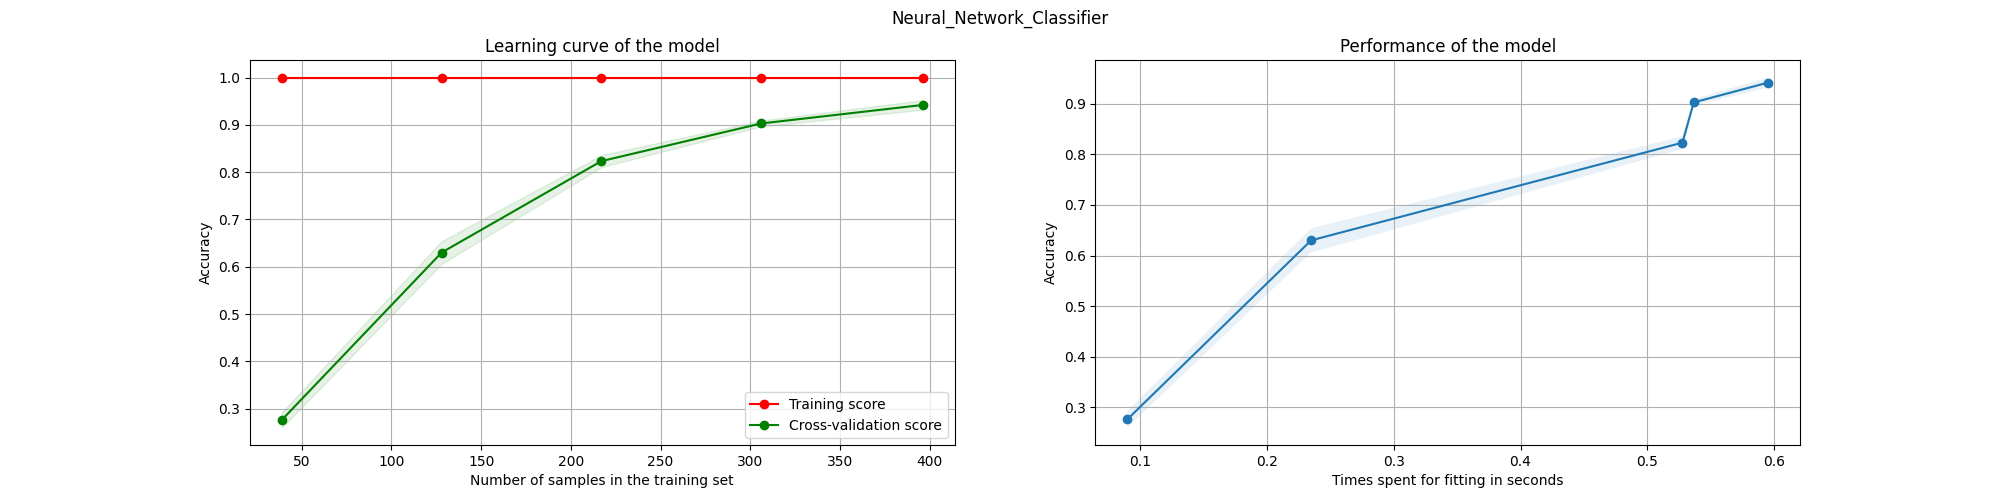 Neural_Network_Classifier
Learning curve of the model
1.0
0.9
0.8
0.7
0.6
0.5
0.4
0.3
Accuracy
Training score
Cross-validation score
50 100 150 200 250 300 350 400
Number of samples in the training set
Performance of the model
0.9
0.8
0.7
0.6
0.5
0.4
0.3
Accuracy
0.1 0.2 0.3 0.4 0.5 0.6
Times spent for fitting in seconds